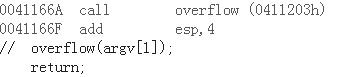 0041166A  call        overflow (0411203h)
0041166F  add         esp,4
//  overflow(argv[1]);
    return;